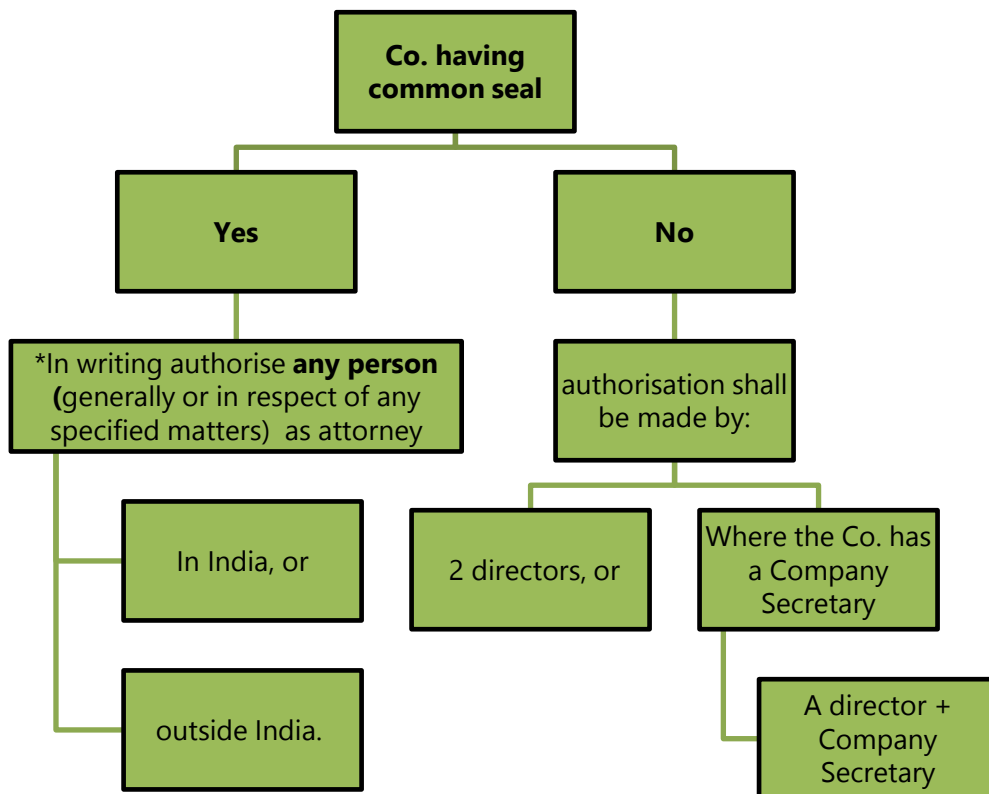 Co. having
common seal
Yes
No
*In writing authorise any person
(generally or in respect of any
specified matters) as attorney
authorisation shall
be made by:
In India, or
2 directors, or
Where the Co. has
a Company
Secretary
outside India.
A director +
Company
Secretary